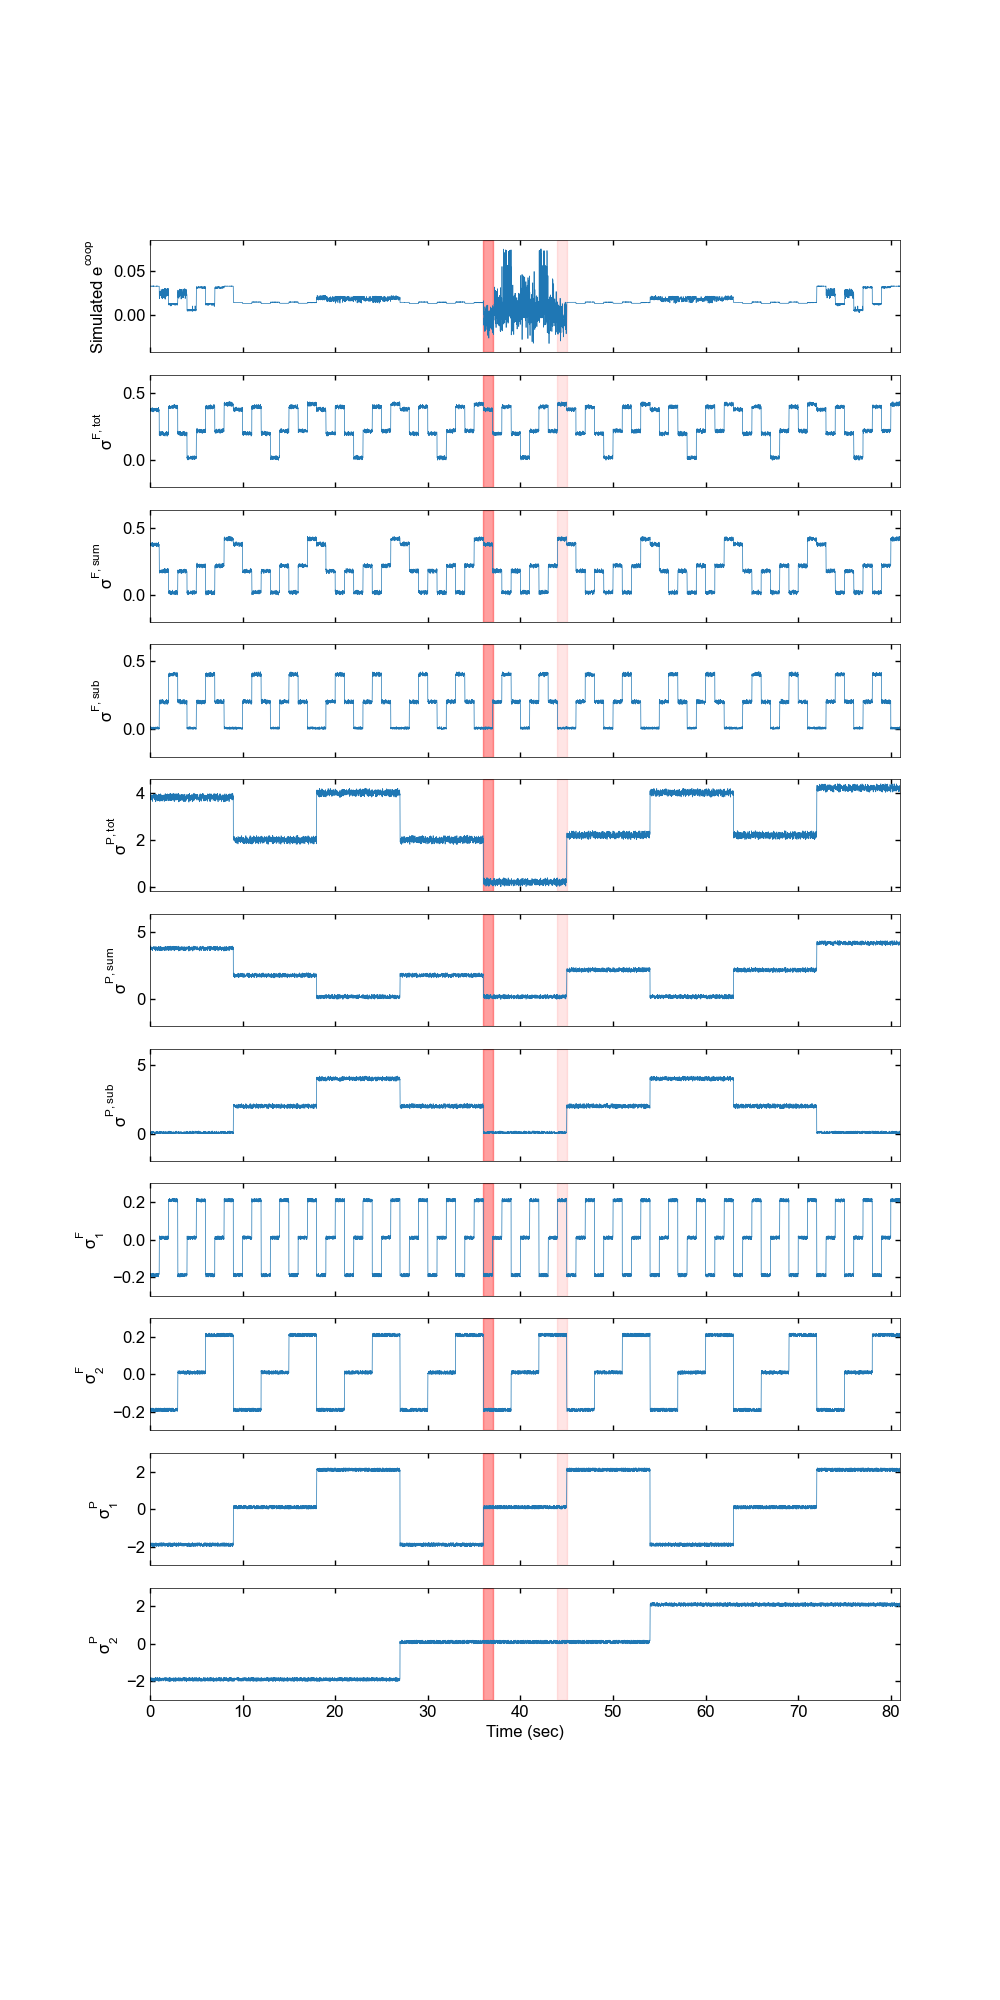 Simulated e^coop
0.05
0.00
σ^F, tot
0.5
0.0
σ^F, sum
0.5
0.0
σ^F, sub
0.5
0.0
σ^P, tot
4
2
0
σ^P, sum
5
0
σ^P, sub
5
0
σ^F_1
0.2
0.0
−0.2
σ^F_2
0.2
0.0
−0.2
σ^P_1
2
0
−2
σ^P_2
2
0
−2
0 10 20 30 40 50 60 70 80
Time (sec)